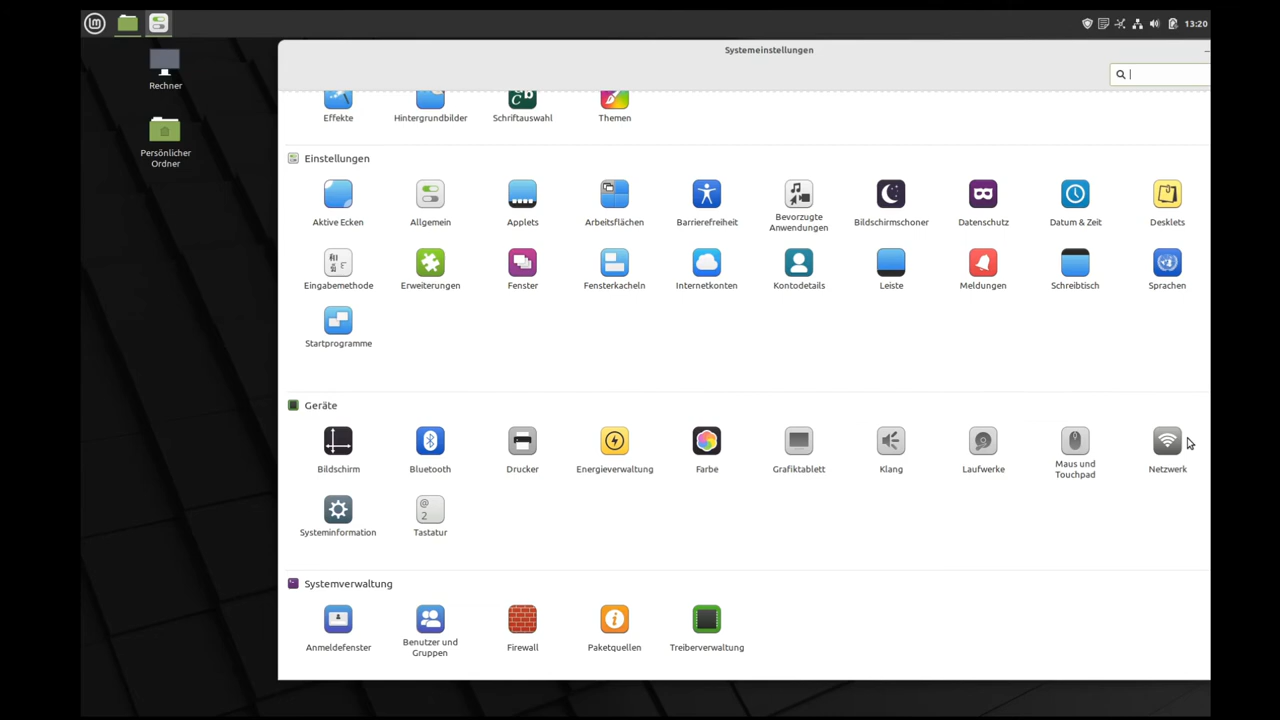 13:20
Systemeinstellungen
Rechner
Persönlicher
Ordner
Effekte
Hintergrundbilder
Schriftauswahl
Themen
Einstellungen
Aktive Ecken
Allgemein
Applets
Arbeitsflächen
Barrierefreiheit
Bevorzugte
Anwendungen
Bildschirmschoner
Datenschutz
Datum & Zeit
Desklets
Eingabemethode
Erweiterungen
Fenster
Fensterkacheln
Internetkonten
Kontodetails
Leiste
Meldungen
Schreibtisch
Sprachen
Startprogramme
Geräte
Bildschirm
Bluetooth
Drucker
Energieverwaltung
Farbe
Grafiktablett
Klang
Laufwerke
Maus und
Touchpad
Netzwerk
Systeminformation
Tastatur
Systemverwaltung
Anmeldefenster
Benutzer und
Gruppen
Firewall
Paketquellen
Treiberverwaltung